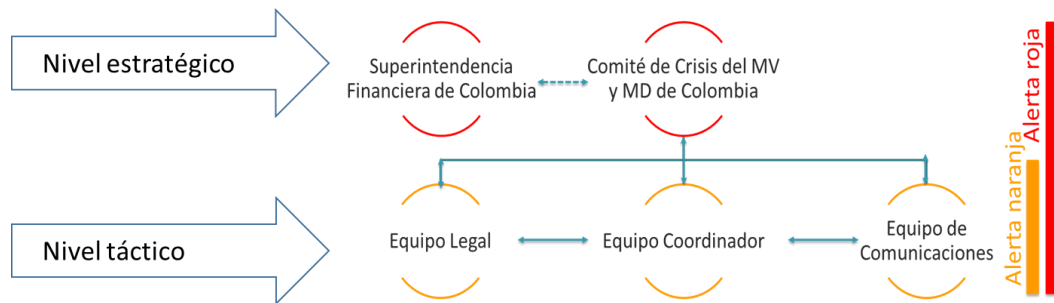 Nivel estratégico
Superintendencia
Financiera de Colombia
Comité de Crisis del MV
y MD de Colombia
Alerta roja
Nivel táctico
Equipo Legal
Equipo Coordinador
Equipo de
Comunicaciones
Alerta naranja